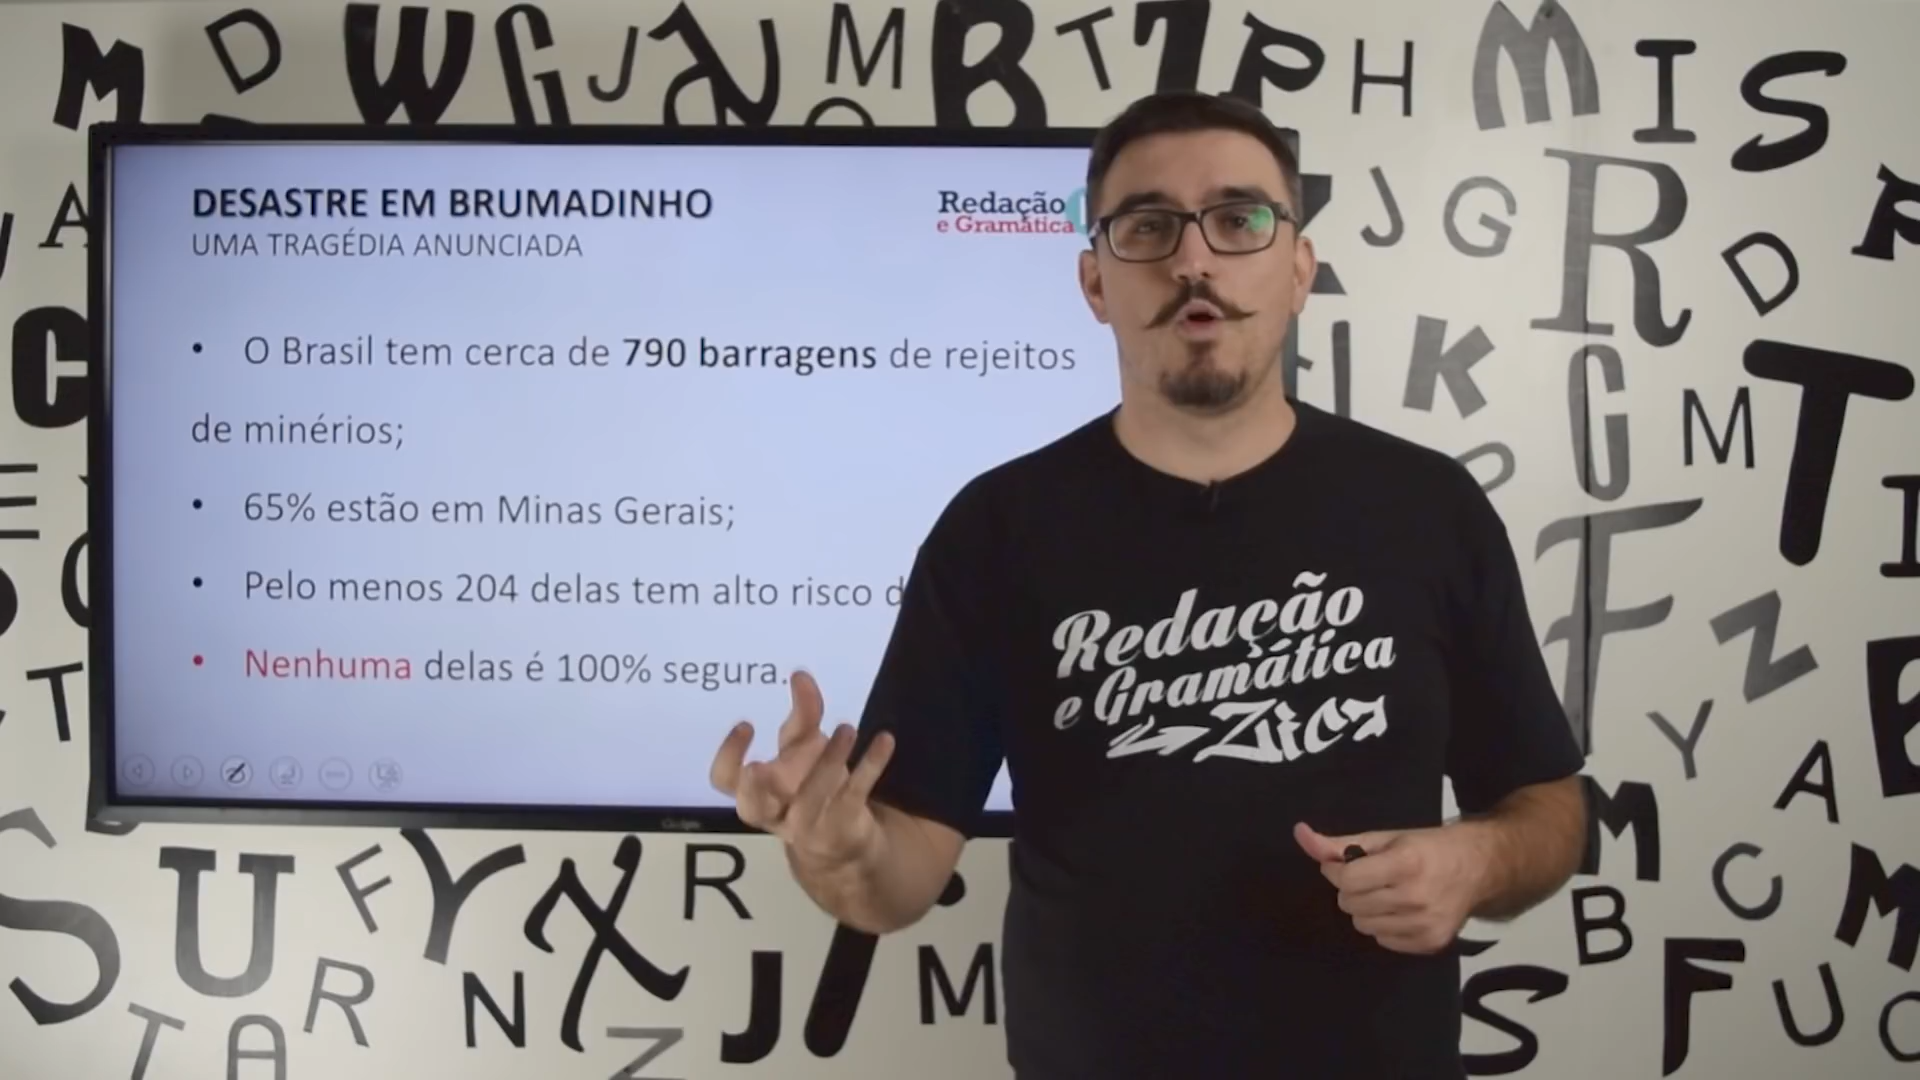 DESASTRE EM BRUMADINHO
UMA TRAGÉDIA ANUNCIADA
Redação
e Gramática
• O Brasil tem cerca de 790 barragens de rejeitos
de minérios;
• 65% estão em Minas Gerais;
• Pelo menos 204 delas tem alto risco
• Nenhuma delas é 100% segura.
Redação
e Gramática
Zica